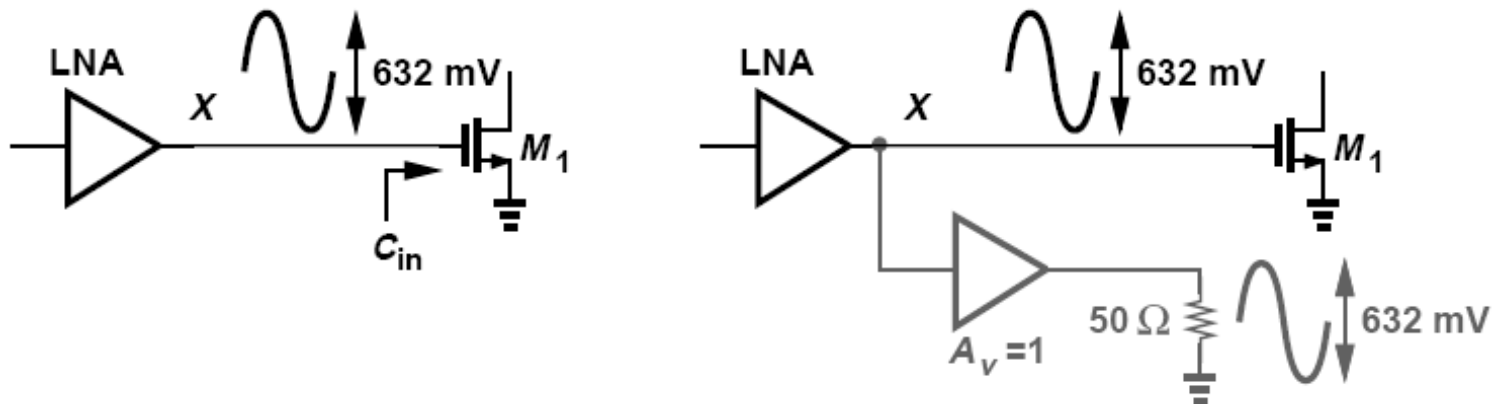 LNA
X
632 mV
M1
Cin
LNA
X
632 mV
M1
Av =1
50 Ω
632 mV